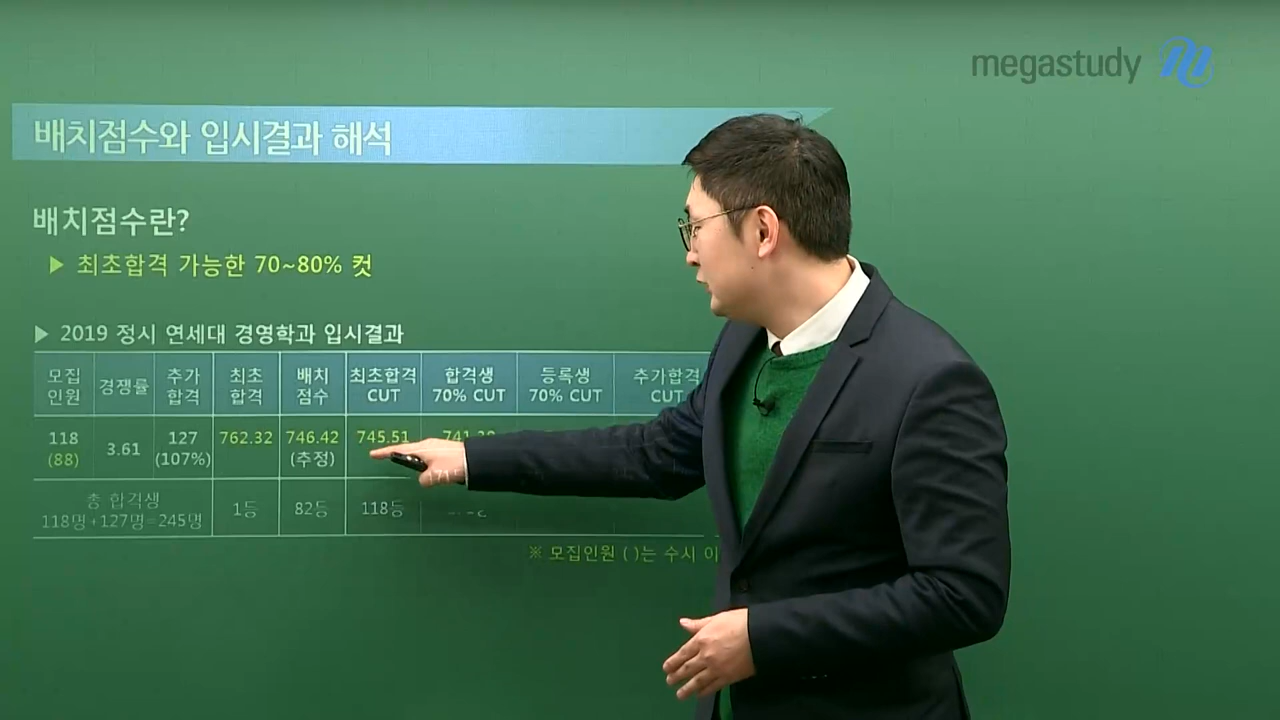 megastudy
배치점수와 입시결과 해석
배치점수란?
▶ 최초합격 가능한 70~80% 컷
▶ 2019 정시 연세대 경영학과 입시결과
모집 인원 경쟁률 추가 합격 최초 합격 배치 점수 최초합격 CUT 합격생 70% CUT 등록생 70% CUT 추가합격 CUT
118 (88) 3.61 127 (107%) 762.32 746.42 (추정) 745.51
총 합격생 118명+127명=245명 1등 82등 118등
※ 모집인원 ( )는 수시 이